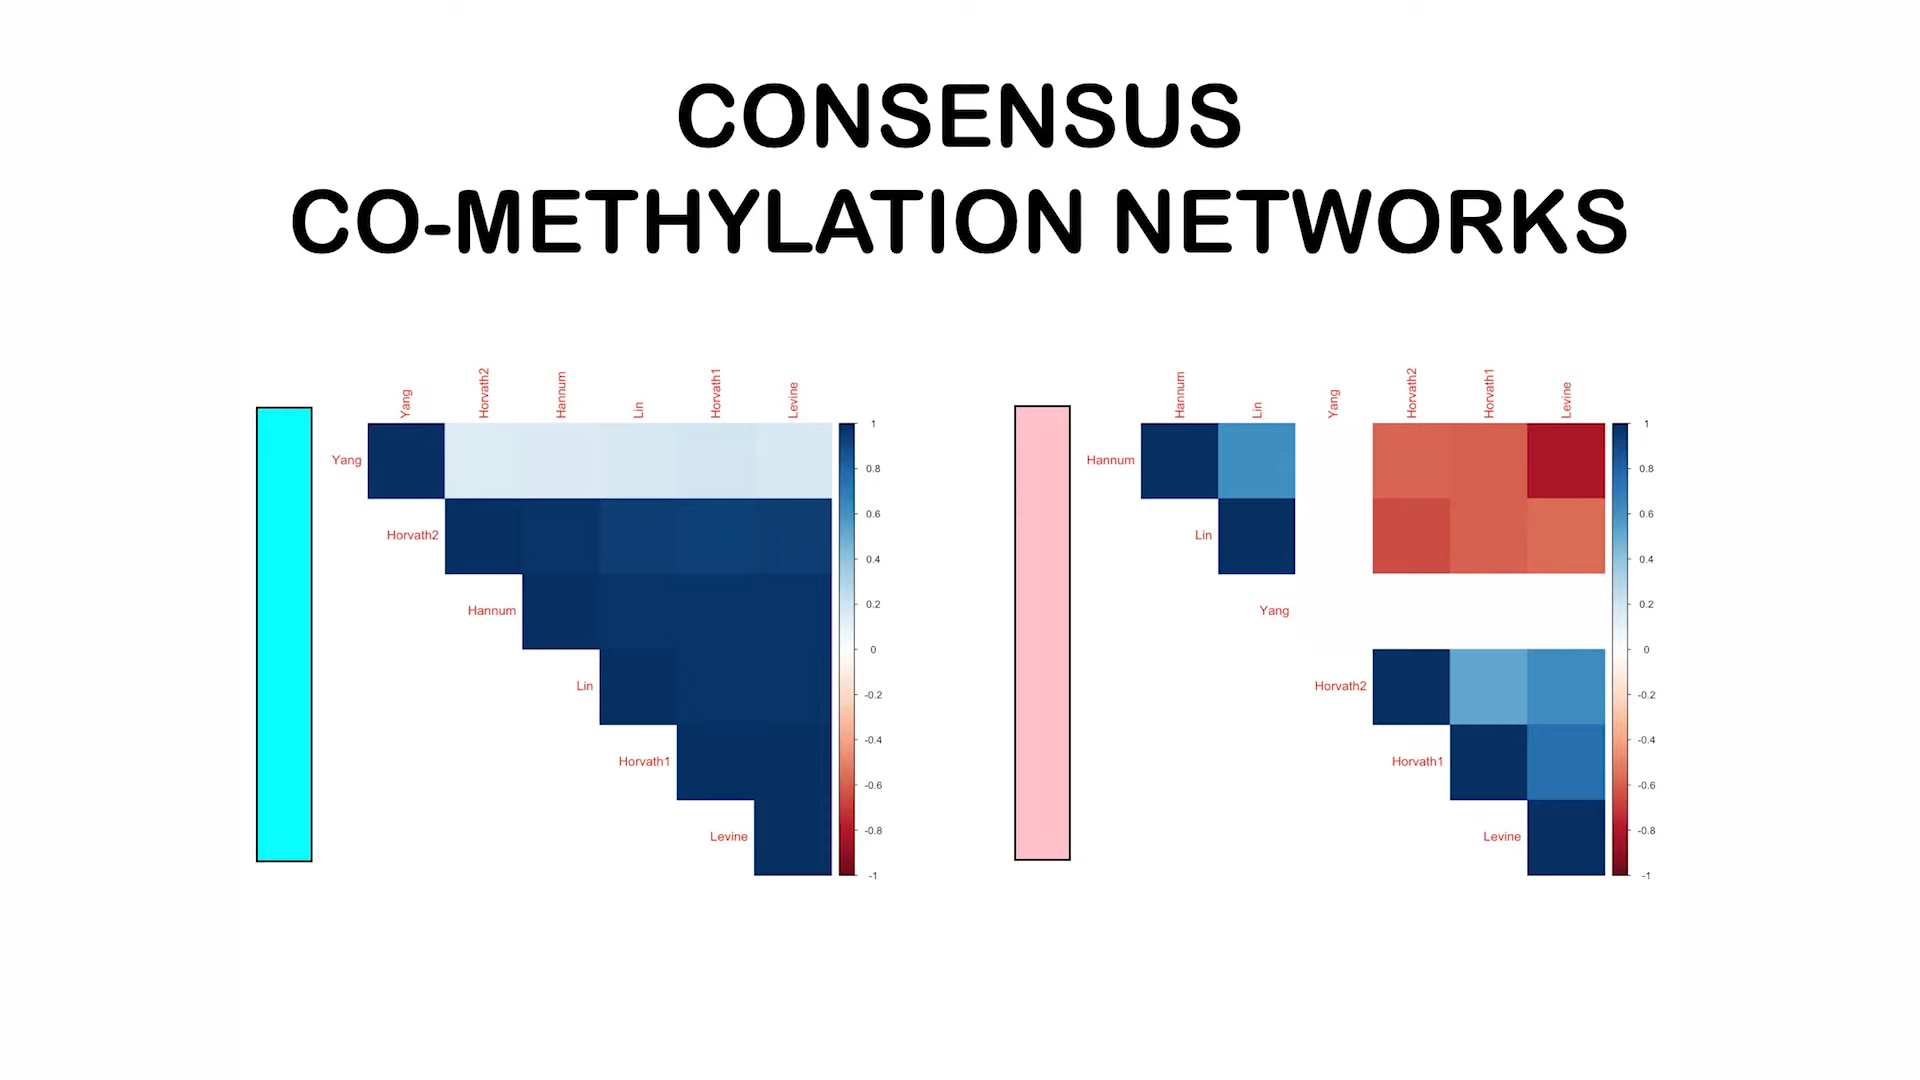 CONSENSUS
CO-METHYLATION NETWORKS
Yang
Horvath2
Hannum
Lin
Horvath1
Levine
Yang
Horvath2
Hannum
Lin
Horvath1
Levine
1
0.8
0.6
0.4
0.2
0
-0.2
-0.4
-0.6
-0.8
-1
Hannum
Lin
Yang
Horvath2
Horvath1
Levine
Hannum
Lin
Yang
Horvath2
Horvath1
Levine
1
0.8
0.6
0.4
0.2
0
-0.2
-0.4
-0.6
-0.8
-1